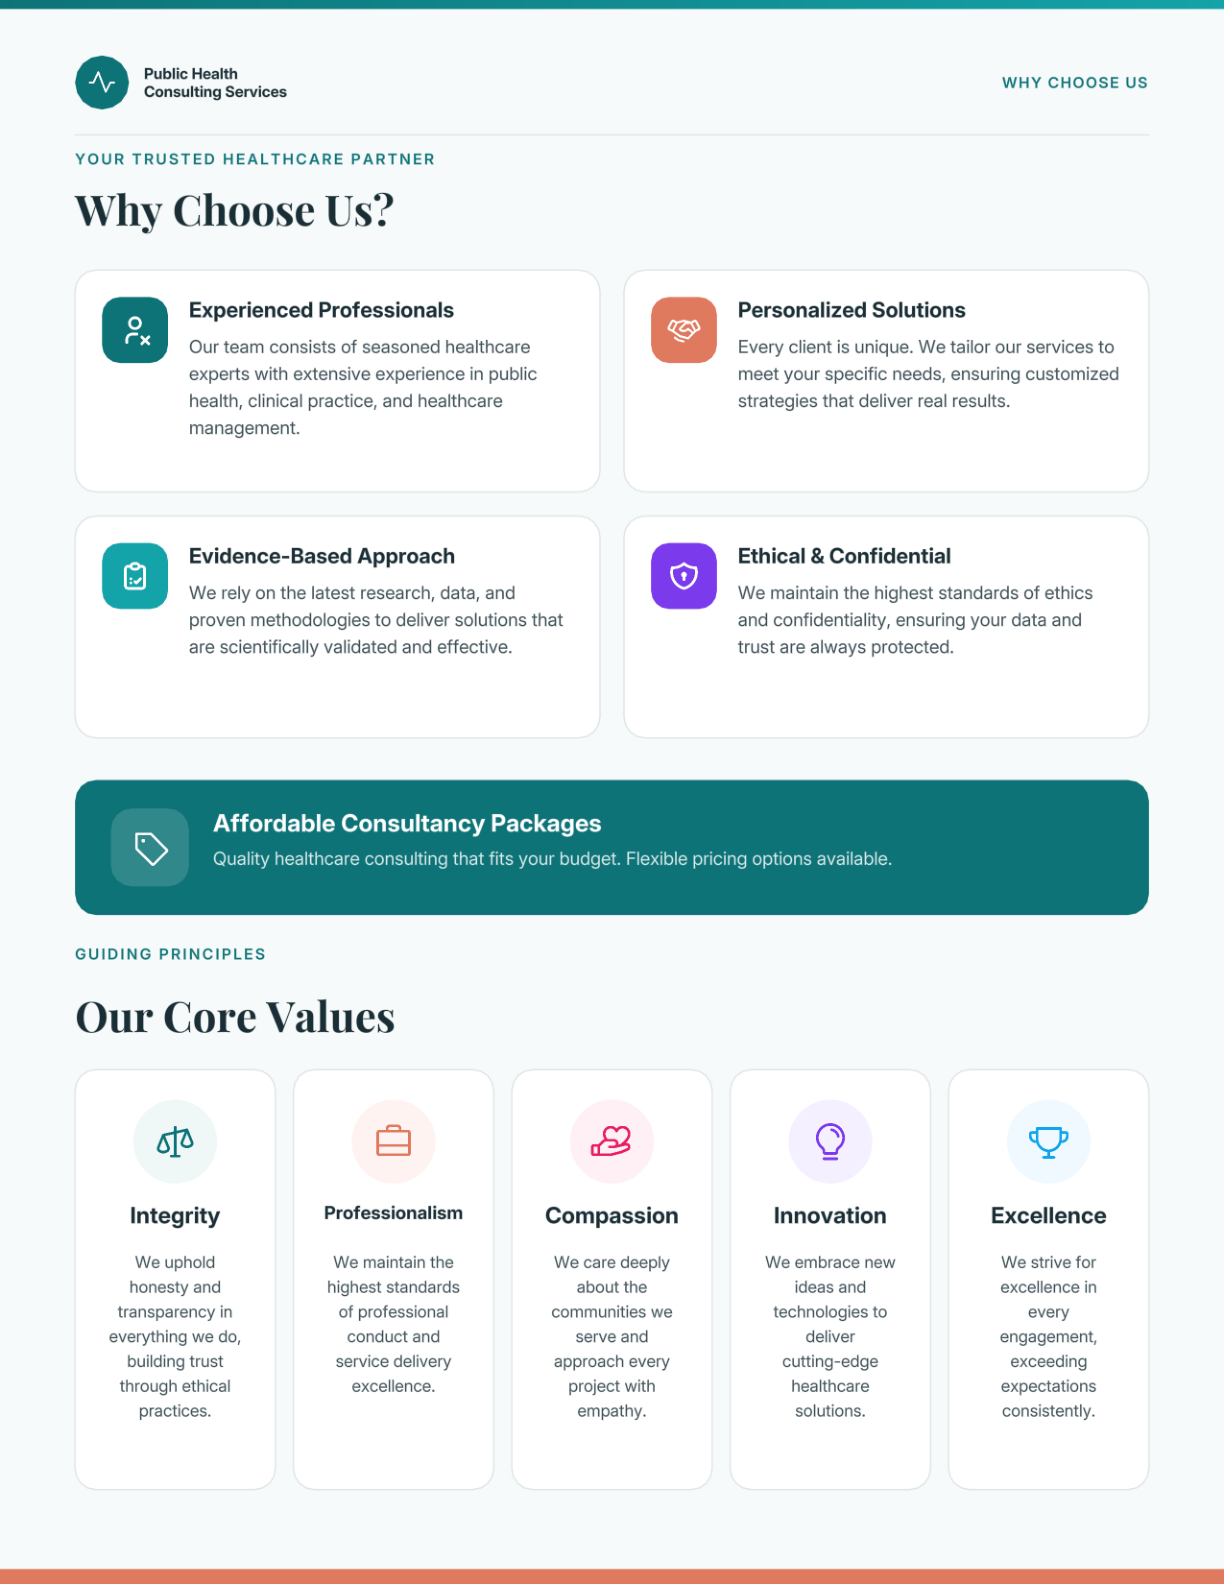 Public Health
Consulting Services
WHY CHOOSE US
YOUR TRUSTED HEALTHCARE PARTNER
Why Choose Us?
Experienced Professionals
Our team consists of seasoned healthcare
experts with extensive experience in public
health, clinical practice, and healthcare
management.
Personalized Solutions
Every client is unique. We tailor our services to
meet your specific needs, ensuring customized
strategies that deliver real results.
Evidence-Based Approach
We rely on the latest research, data, and
proven methodologies to deliver solutions that
are scientifically validated and effective.
Ethical & Confidential
We maintain the highest standards of ethics
and confidentiality, ensuring your data and
trust are always protected.
Affordable Consultancy Packages
Quality healthcare consulting that fits your budget. Flexible pricing options available.
GUIDING PRINCIPLES
Our Core Values
Integrity
We uphold
honesty and
transparency in
everything we do,
building trust
through ethical
practices.
Professionalism
We maintain the
highest standards
of professional
conduct and
service delivery
excellence.
Compassion
We care deeply
about the
communities we
serve and
approach every
project with
empathy.
Innovation
We embrace new
ideas and
technologies to
deliver
cutting-edge
healthcare
solutions.
Excellence
We strive for
excellence in
every
engagement,
exceeding
expectations
consistently.